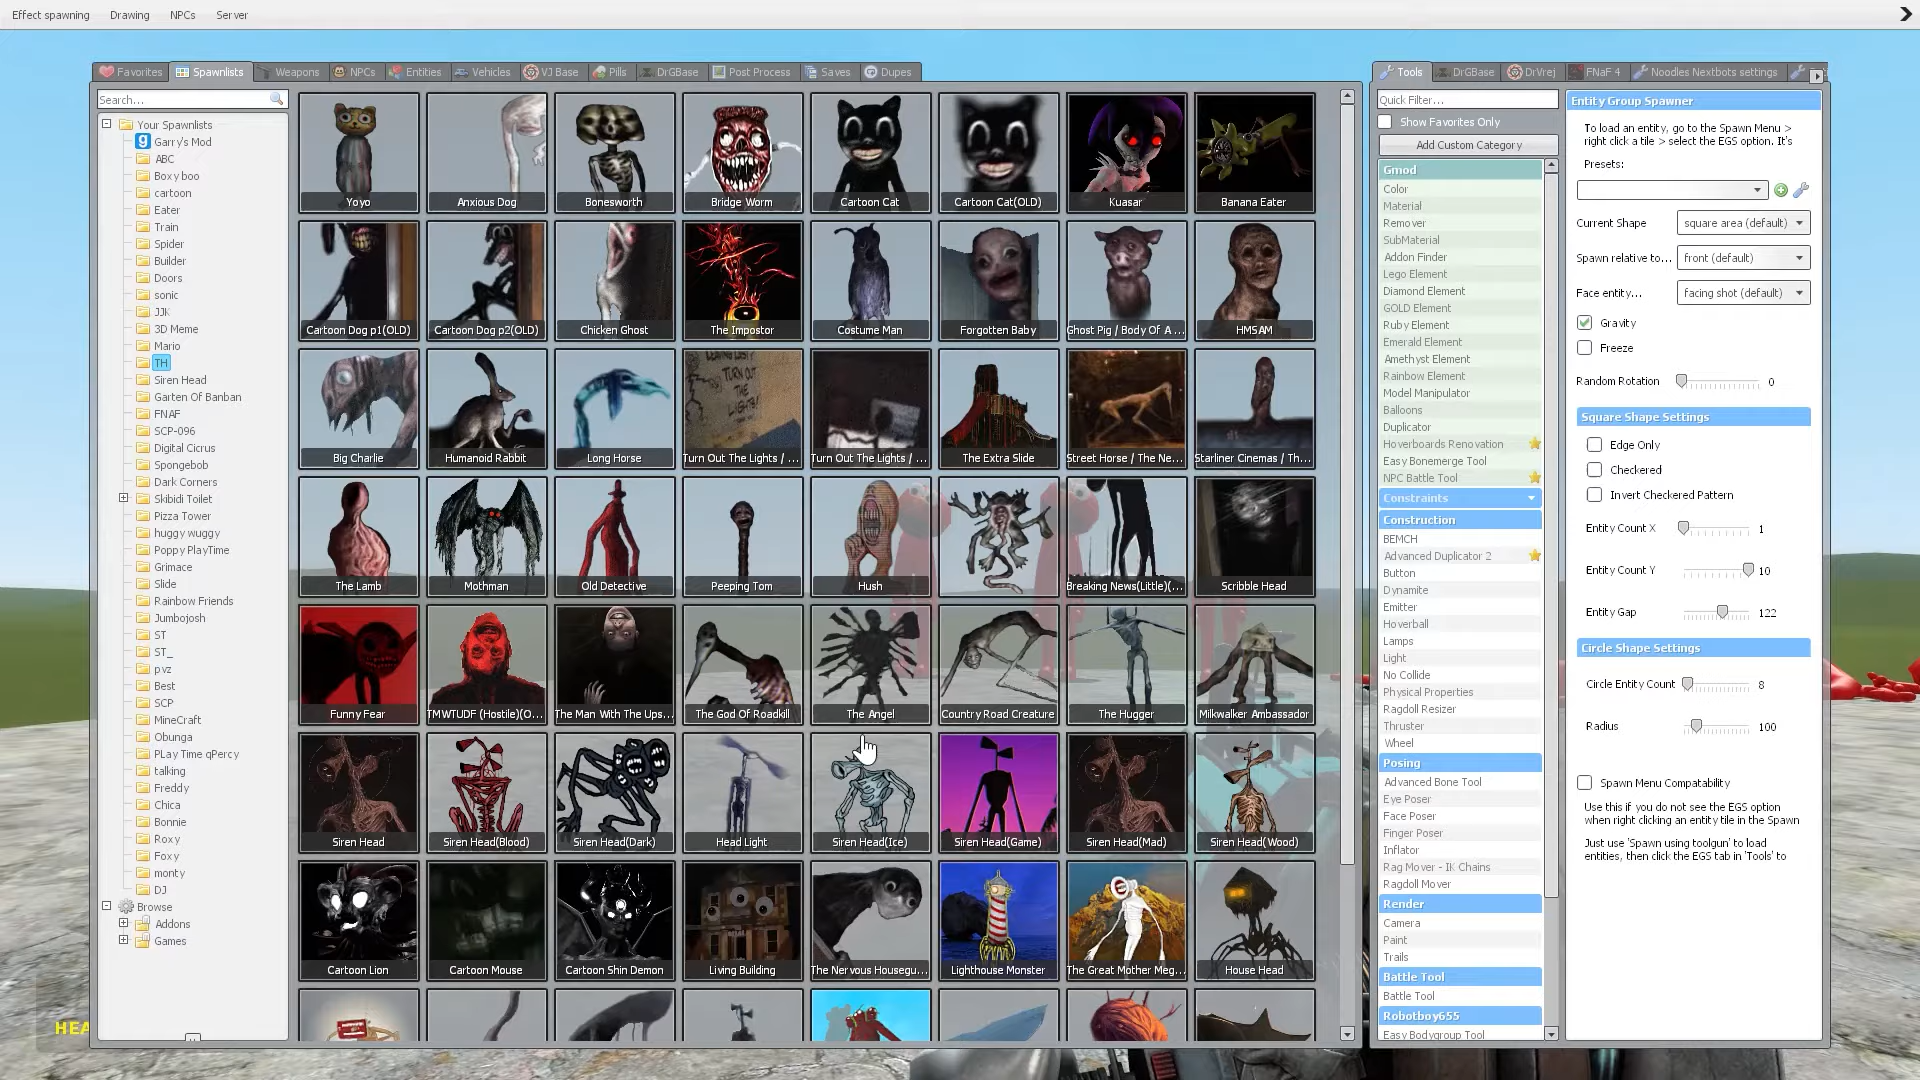 Effect spawning Drawing NPCs Server
Favorites Spawnlists Weapons NPCs Entities Vehicles VJ Base Pills DrGBase Post Process Saves Dupes
Search...
Your Spawnlists
Garry's Mod
ABC
Boxy boo
cartoon
Eater
Train
Spider
Builder
Doors
sonic
JJK
3D Meme
Mario
TH
Siren Head
Garten Of Banban
FNAF
SCP-096
Digital Cicrus
Spongebob
Dark Corners
Skibidi Toilet
Pizza Tower
huggy wuggy
Poppy PlayTime
Grimace
Slide
Rainbow Friends
Jumbojosh
ST
ST_
pvz
Best
SCP
MineCraft
Obunga
PLay Time qPercy
talking
Freddy
Chica
Bonnie
Roxy
Foxy
monty
DJ
Browse
Addons
Games
Yoyo Anxious Dog Bonesworth Bridge Worm Cartoon Cat Cartoon Cat(OLD) Kuasar Banana Eater
Cartoon Dog p1(OLD) Cartoon Dog p2(OLD) Chicken Ghost The Impostor Costume Man Forgotten Baby Ghost Pig / Body Of A ... HMSAM
TURN OUT
THE
LIGHTS!
Big Charlie Humanoid Rabbit Long Horse Turn Out The Lights / ... Turn Out The Lights / ... The Extra Slide Street Horse / The Ne... Starliner Cinemas / Th...
The Lamb Mothman Old Detective Peeping Tom Hush Breaking News(Little)(... Scribble Head
Funny Fear TMWTUDF (Hostile)(O... The Man With The Ups... The God Of Roadkill The Angel Country Road Creature The Hugger Milkwalker Ambassador
Siren Head Siren Head(Blood) Siren Head(Dark) Head Light Siren Head(Ice) Siren Head(Game) Siren Head(Mad) Siren Head(Wood)
Cartoon Lion Cartoon Mouse Cartoon Shin Demon Living Building The Nervous Housegu... Lighthouse Monster The Great Mother Meg... House Head
HEA
Tools DrGBase DrVrej FNaF 4 Noodles Nextbots settings
Quick Filter...
Show Favorites Only
Add Custom Category
Gmod
Color
Material
Remover
SubMaterial
Addon Finder
Lego Element
Diamond Element
GOLD Element
Ruby Element
Emerald Element
Amethyst Element
Rainbow Element
Model Manipulator
Balloons
Duplicator
Hoverboards Renovation
Easy Bonemerge Tool
NPC Battle Tool
Constraints
Construction
BEMCH
Advanced Duplicator 2
Button
Dynamite
Emitter
Hoverball
Lamps
Light
No Collide
Physical Properties
Ragdoll Resizer
Thruster
Wheel
Posing
Advanced Bone Tool
Eye Poser
Face Poser
Finger Poser
Inflator
Rag Mover - IK Chains
Ragdoll Mover
Render
Camera
Paint
Trails
Battle Tool
Battle Tool
Robotboy655
Easy Bodygroup Tool
Entity Group Spawner
To load an entity, go to the Spawn Menu >
right click a tile > select the EGS option. It's
Presets:
Current Shape square area (default)
Spawn relative to... front (default)
Face entity... facing shot (default)
Gravity
Freeze
Random Rotation 0
Square Shape Settings
Edge Only
Checkered
Invert Checkered Pattern
Entity Count X 1
Entity Count Y 10
Entity Gap 122
Circle Shape Settings
Circle Entity Count 8
Radius 100
Spawn Menu Compatability
Use this if you do not see the EGS option
when right clicking an entity tile in the Spawn
Just use 'Spawn using toolgun' to load
entities, then click the EGS tab in 'Tools' to